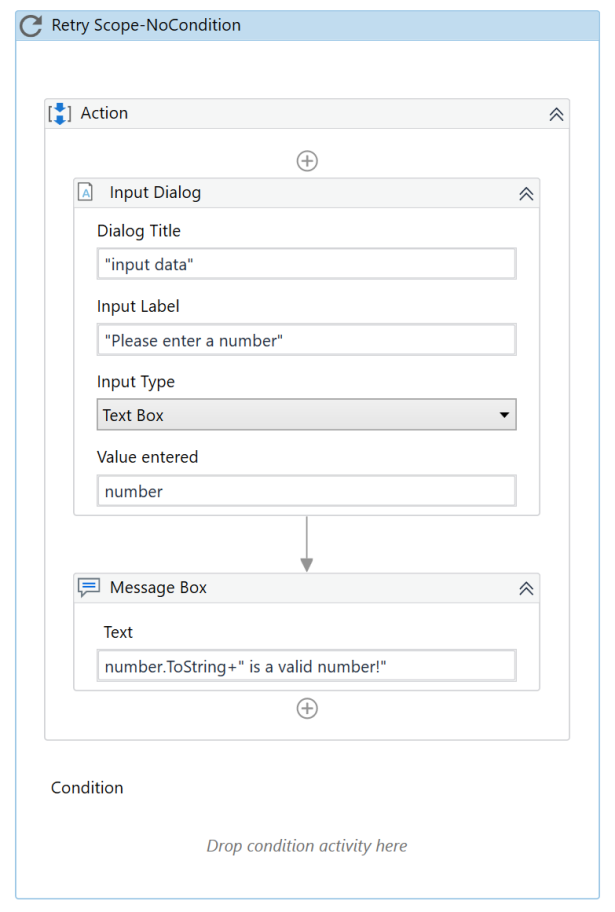 Retry Scope-NoCondition
Action
Input Dialog
Dialog Title
"input data"
Input Label
"Please enter a number"
Input Type
Text Box
Value entered
number
Message Box
Text
number.ToString+" is a valid number!"
Condition
Drop condition activity here